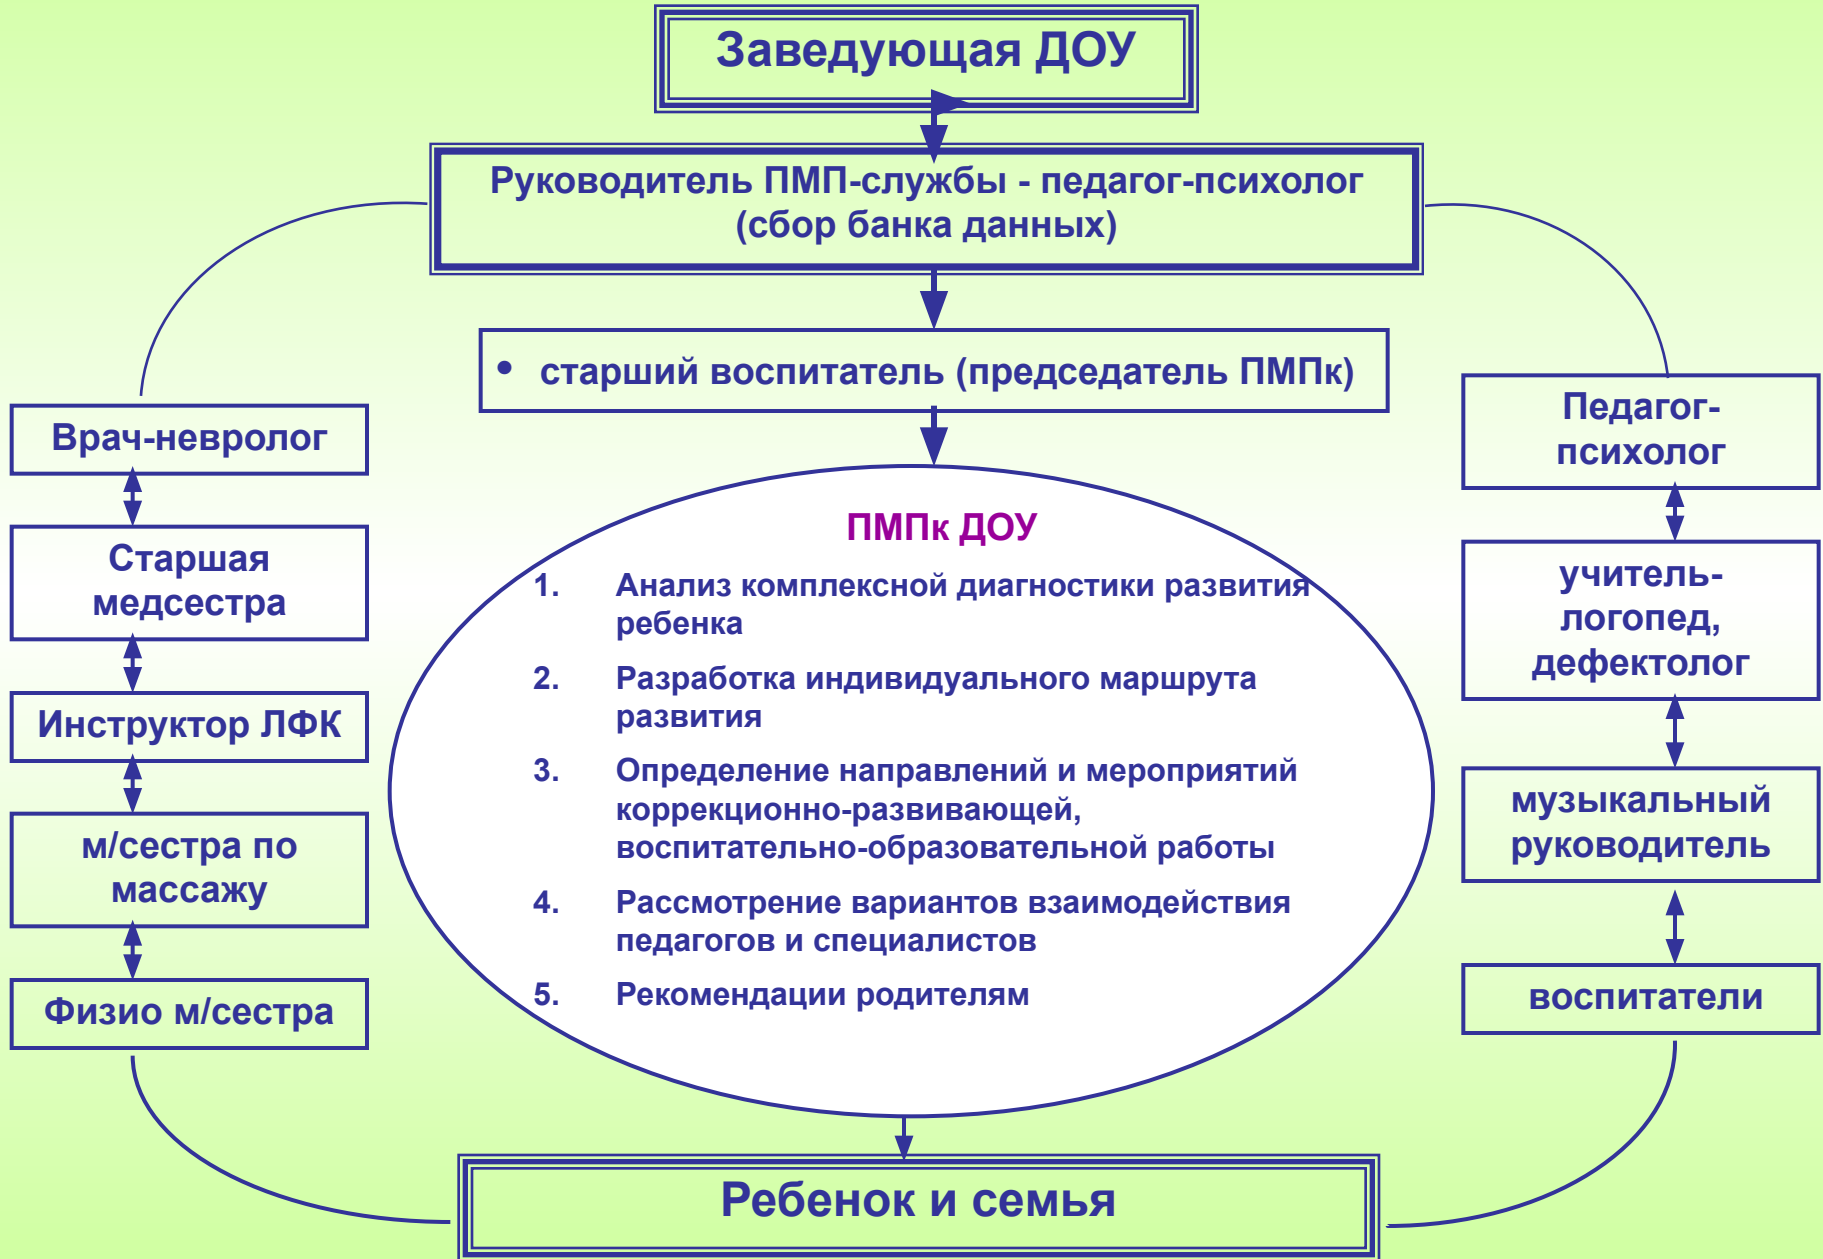 Заведующая ДОУ
Руководитель ПМП-службы - педагог-психолог
(сбор банка данных)
• старший воспитатель (председатель ПМПк)
Врач-невролог
Старшая
медсестра
Инструктор ЛФК
м/сестра по
массажу
Физио м/сестра
ПМПк ДОУ
1. Анализ комплексной диагностики развития
ребенка
2. Разработка индивидуального маршрута
развития
3. Определение направлений и мероприятий
коррекционно-развивающей,
воспитательно-образовательной работы
4. Рассмотрение вариантов взаимодействия
педагогов и специалистов
5. Рекомендации родителям
Педагог-
психолог
учитель-
логопед,
дефектолог
музыкальный
руководитель
воспитатели
Ребенок и семья